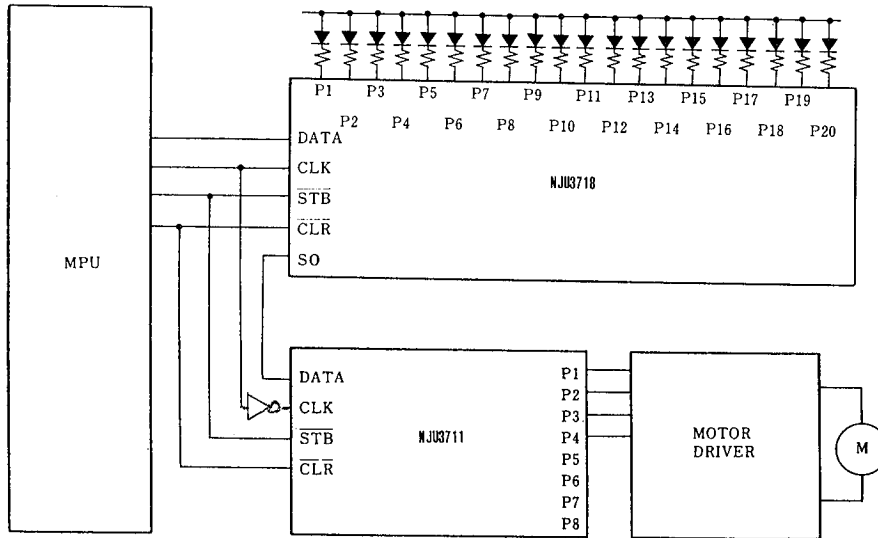 P1 P3 P5 P7 P9 P11 P13 P15 P17 P19
P2 P4 P6 P8 P10 P12 P14 P16 P18 P20
DATA
CLK
STB
CLR
SO
NJU3718
MPU
DATA
CLK
STB
CLR
NJU3711
P1
P2
P3
P4
P5
P6
P7
P8
MOTOR
DRIVER
M